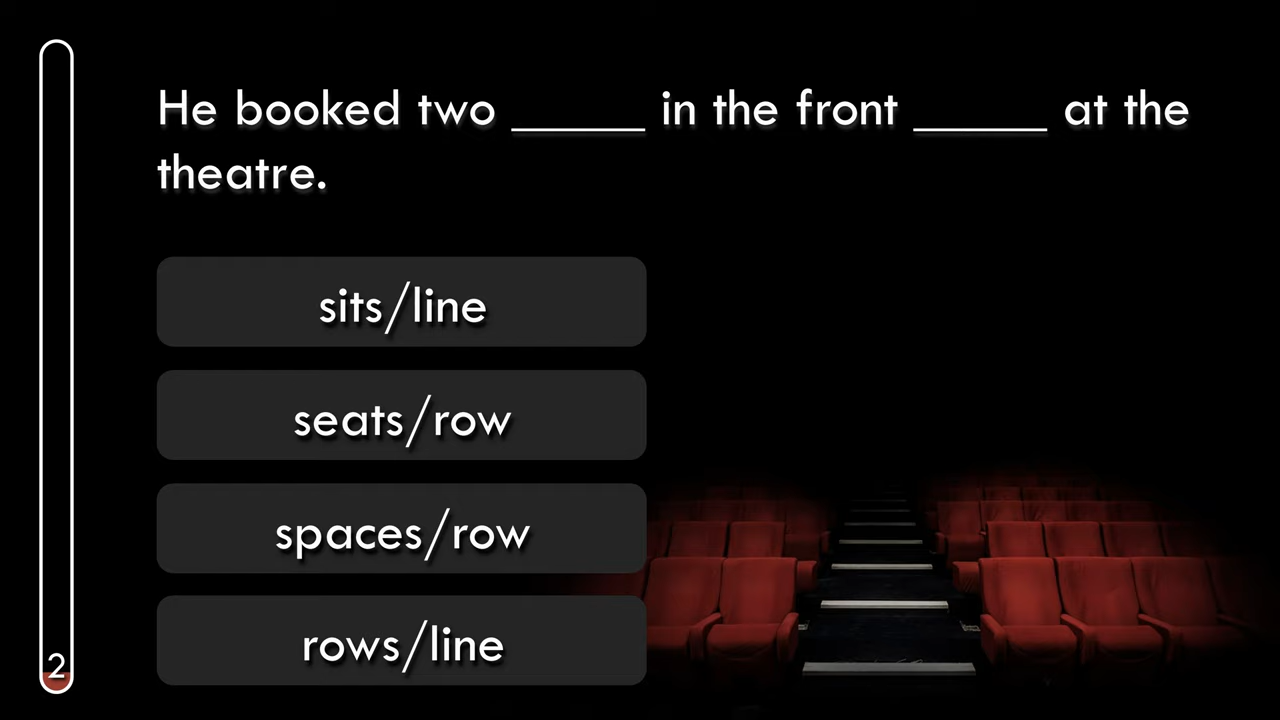 He booked two _____ in the front _____ at the
theatre.
sits/line
seats/row
spaces/row
rows/line
2